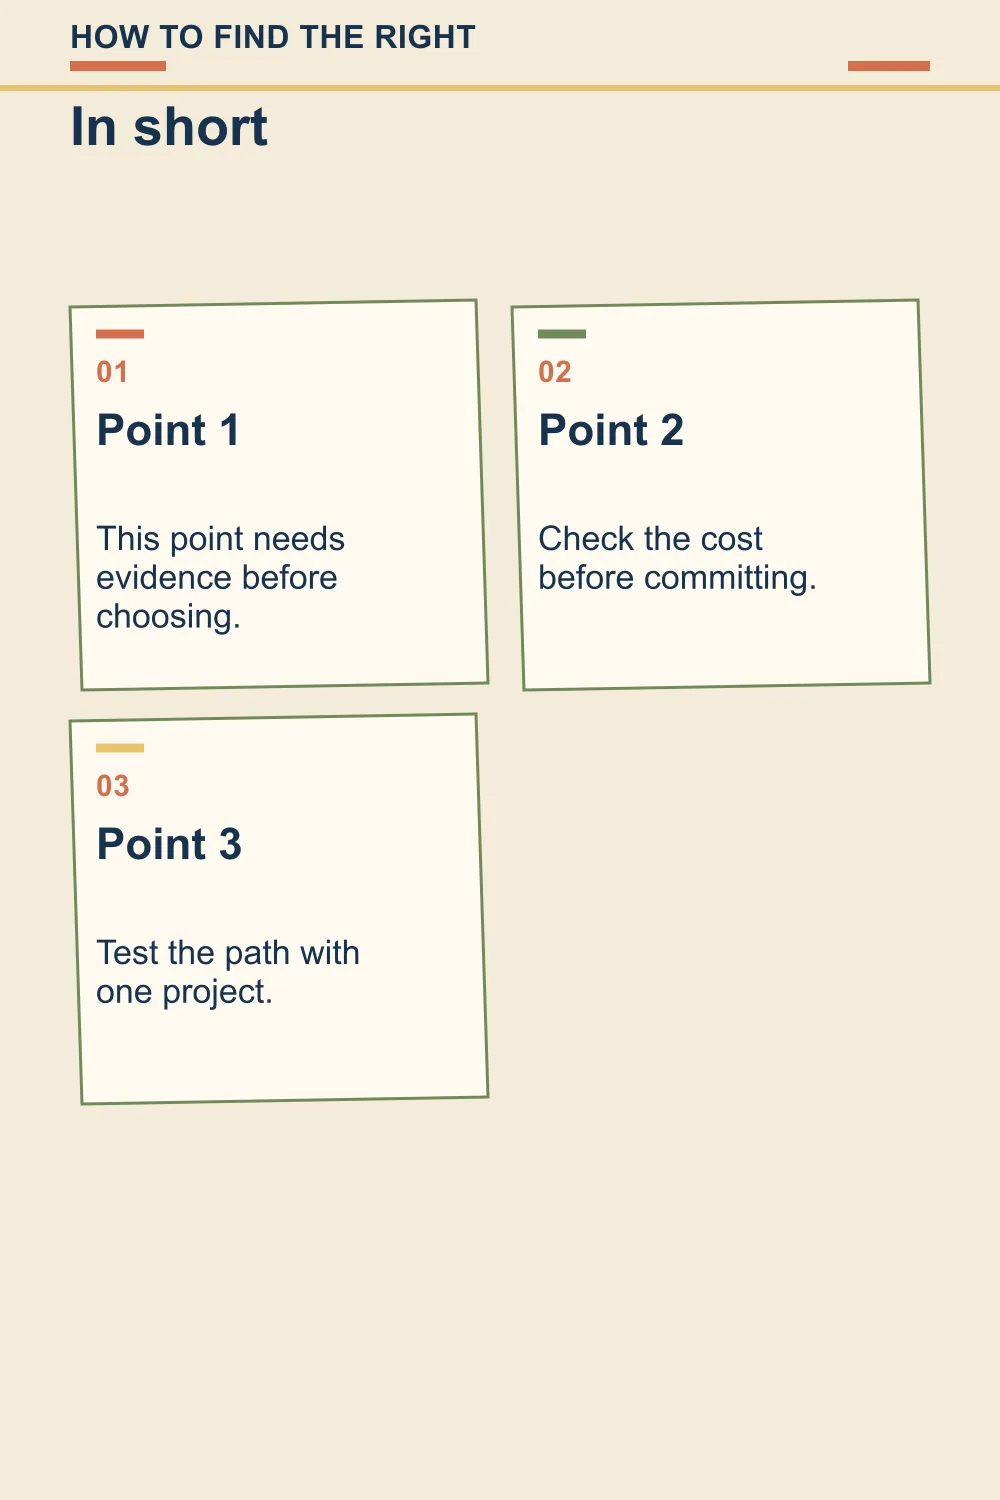 HOW TO FIND THE RIGHT
In short
01
Point 1
This point needs
evidence before
choosing.
02
Point 2
Check the cost
before committing.
03
Point 3
Test the path with
one project.